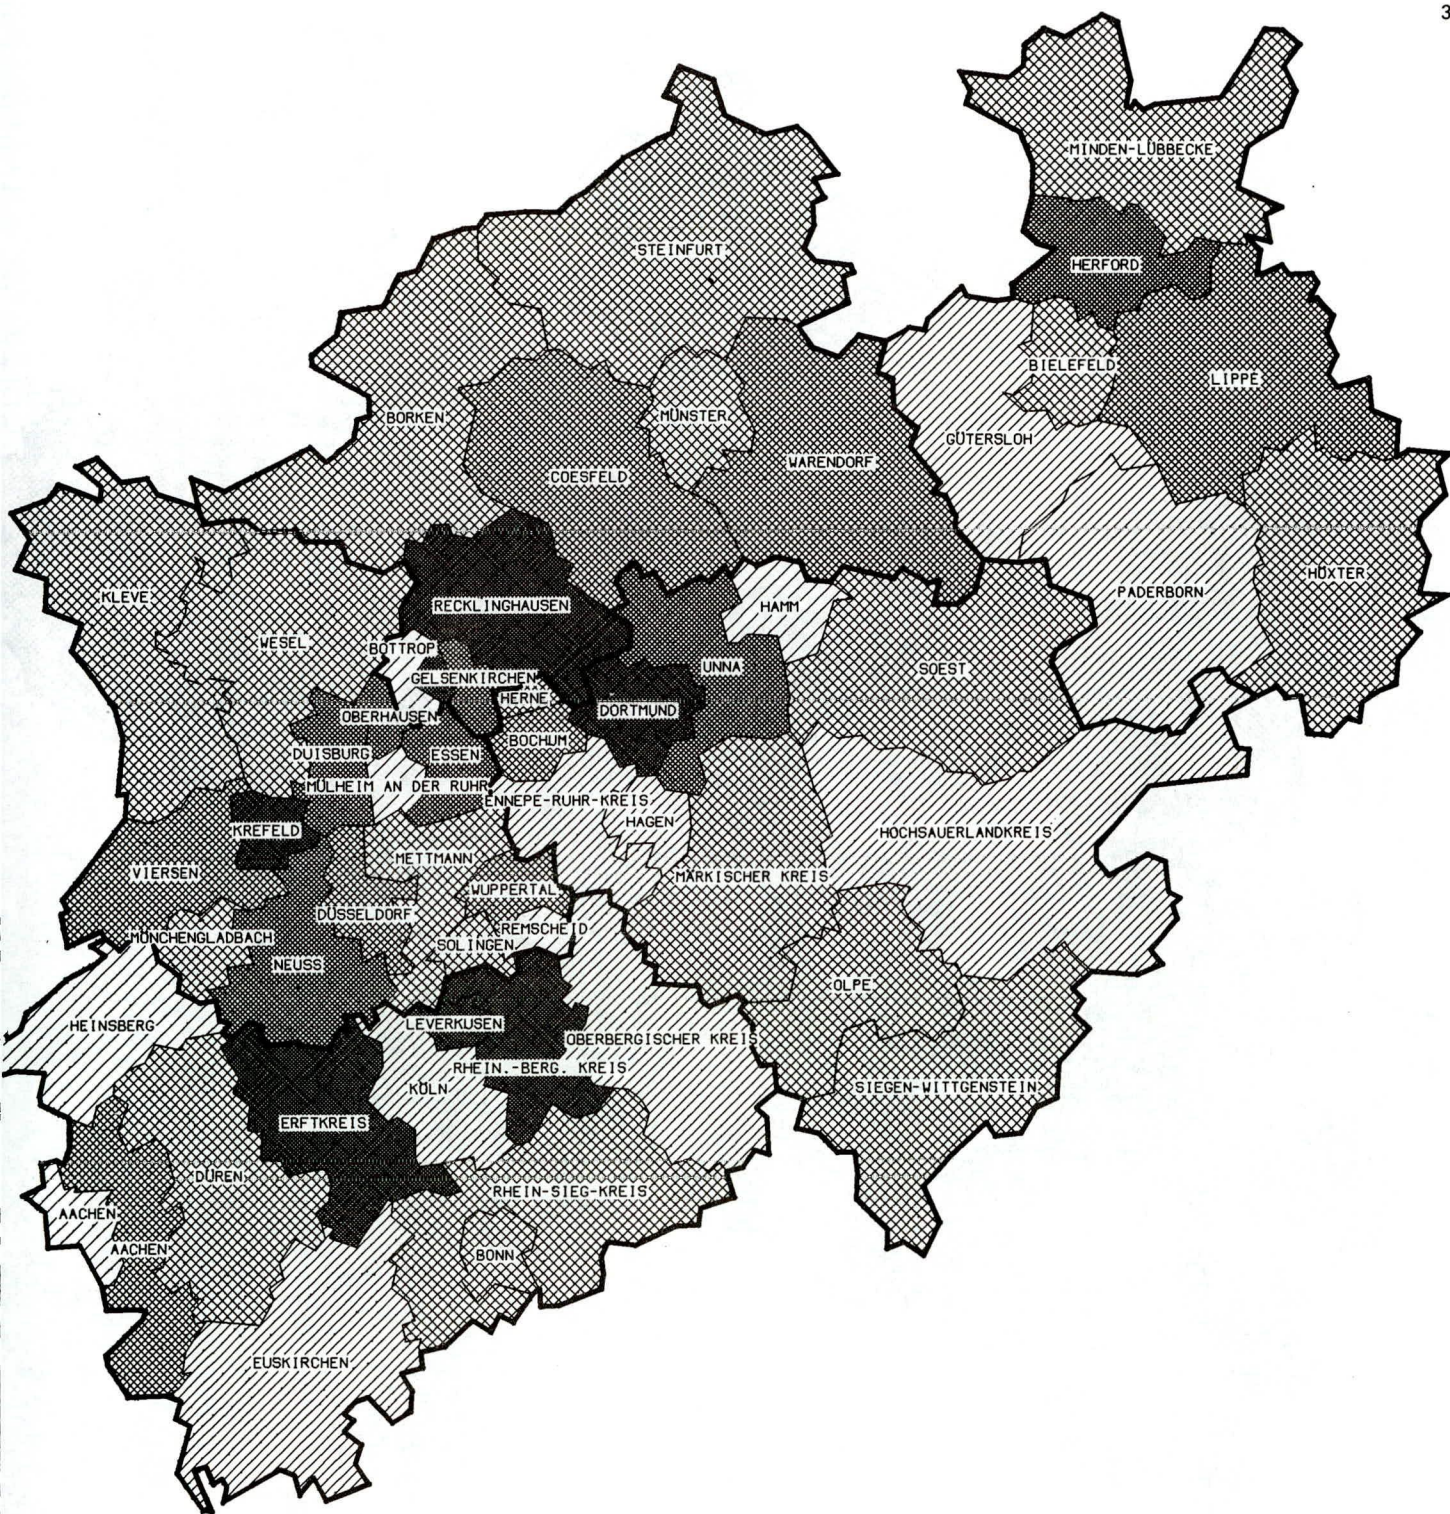 3
MINDEN-LÜBBECKE
STEINFURT
HERFORD
BIELEFELD
LIPPE
BORKEN
MÜNSTER
GÜTERSLOH
WARENDORF
COESFELD
HÖXTER
PADERBORN
KLEVE
RECKLINGHAUSEN
HAMM
WESEL
BOTTROP
UNNA
SOEST
GELSENKIRCHEN
HERNE
DORTMUND
OBERHAUSEN
BOCHUM
DUISBURG
ESSEN
MÜLHEIM AN DER RUHR
ENNEPE-RUHR-KREIS
HAGEN
KREFELD
HOCHSAUERLANDKREIS
METTMANN
VIERSEN
MÄRKISCHER KREIS
WUPPERTAL
DÜSSELDORF
REMSCHEID
MÖNCHENGLADBACH
SOLINGEN
NEUSS
OLPE
HEINSBERG
LEVERKUSEN
OBERBERGISCHER KREIS
RHEIN.-BERG. KREIS
KÖLN
SIEGEN-WITTGENSTEIN
ERFTKREIS
DÜREN
RHEIN-SIEG-KREIS
AACHEN
AACHEN
BONN
EUSKIRCHEN